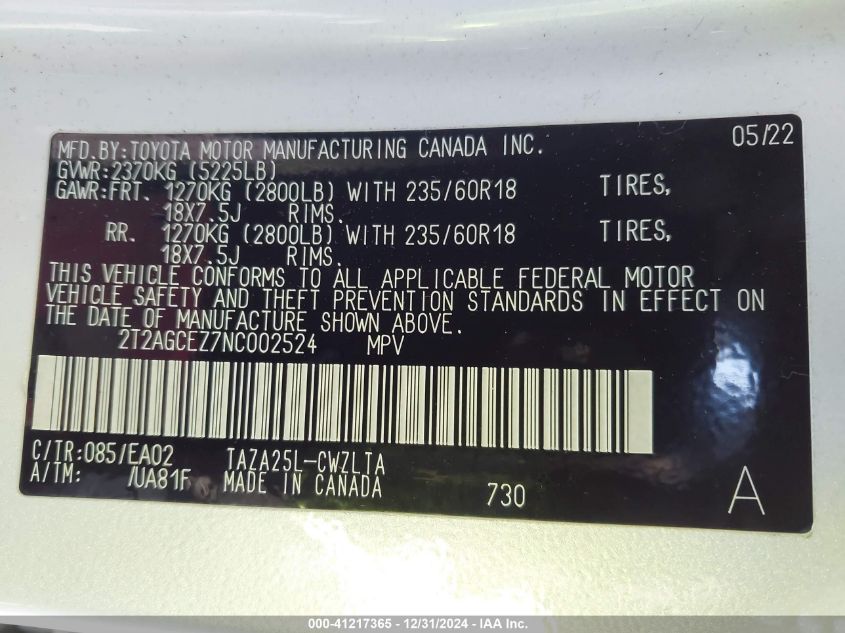 MFD.BY:TOYOTA MOTOR MANUFACTURING CANADA INC. 05/22
GVWR:2370KG (5225LB)
GAWR:FRT. 1270KG (2800LB) WITH 235/60R18 TIRES,
18X7.5J RIMS.
RR. 1270KG (2800LB) WITH 235/60R18 TIRES,
18X7.5J RIMS.
THIS VEHICLE CONFORMS TO ALL APPLICABLE FEDERAL MOTOR
VEHICLE SAFETY AND THEFT PREVENTION STANDARDS IN EFFECT ON
THE DATE OF MANUFACTURE SHOWN ABOVE.
2T2AGCEZ7NC002524 MPV
C/TR:085/EA02 TAZA25L-CWZLTA
A/TM: /UA81F MADE IN CANADA 730 A
000-41217365 - 12/31/2024 - IAA Inc.